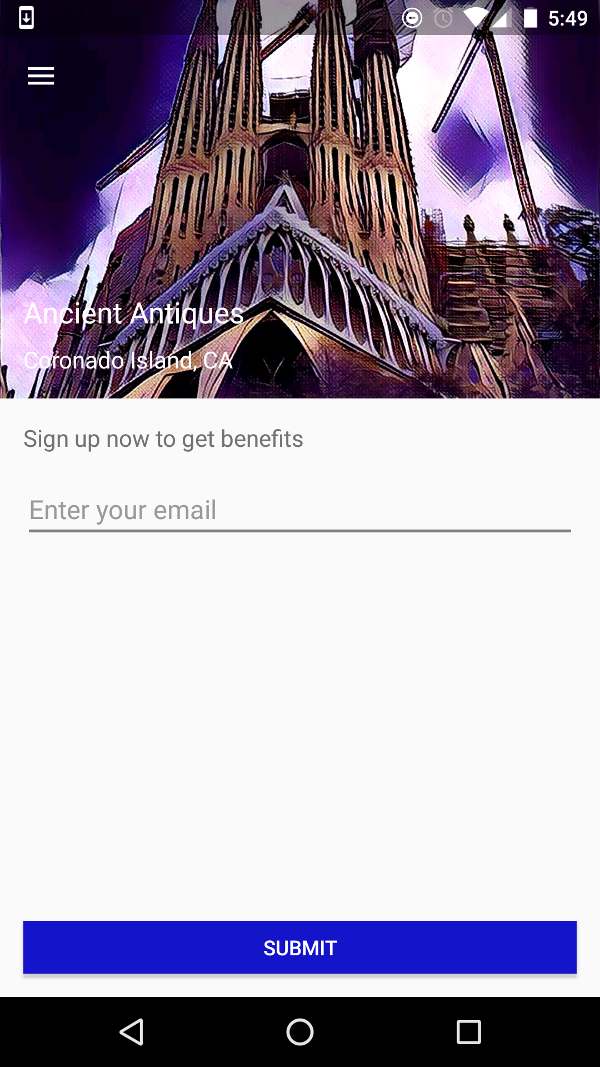 5:49
Ancient Antiques
Coronado Island, CA
Sign up now to get benefits
Enter your email
SUBMIT